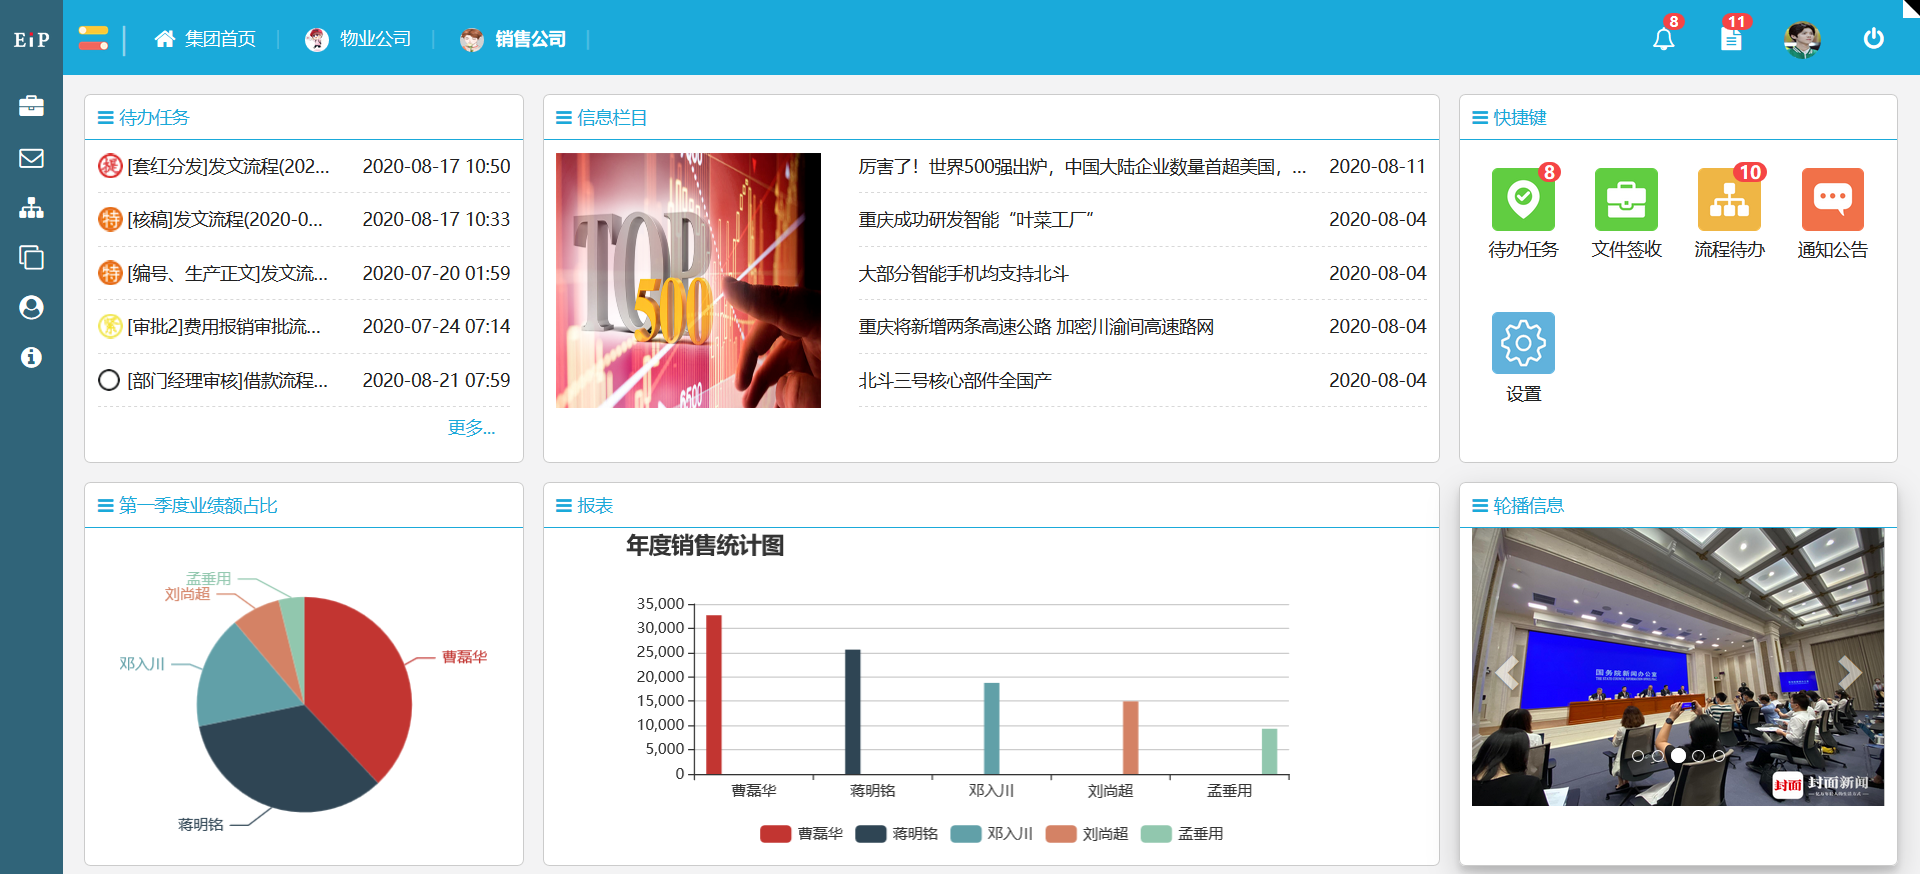 EiP
集团首页
物业公司
销售公司
8
11
待办任务
提 [套红分发]发文流程(202... 2020-08-17 10:50
特 [核稿]发文流程(2020-0... 2020-08-17 10:33
特 [编号、生产正文]发文流... 2020-07-20 01:59
紧 [审批2]费用报销审批流... 2020-07-24 07:14
[部门经理审核]借款流程... 2020-08-21 07:59
更多...
信息栏目
TOP
500
6500
厉害了！世界500强出炉，中国大陆企业数量首超美国，... 2020-08-11
重庆成功研发智能“叶菜工厂” 2020-08-04
大部分智能手机均支持北斗 2020-08-04
重庆将新增两条高速公路 加密川渝间高速路网 2020-08-04
北斗三号核心部件全国产 2020-08-04
快捷键
8
10
待办任务
文件签收
流程待办
通知公告
设置
第一季度业绩额占比
孟垂用
刘尚超
邓入川
曹磊华
蒋明铭
报表
年度销售统计图
35,000
30,000
25,000
20,000
15,000
10,000
5,000
0
曹磊华 蒋明铭 邓入川 刘尚超 孟垂用
曹磊华 蒋明铭 邓入川 刘尚超 孟垂用
轮播信息
国务院新闻办公室
封面 封面新闻